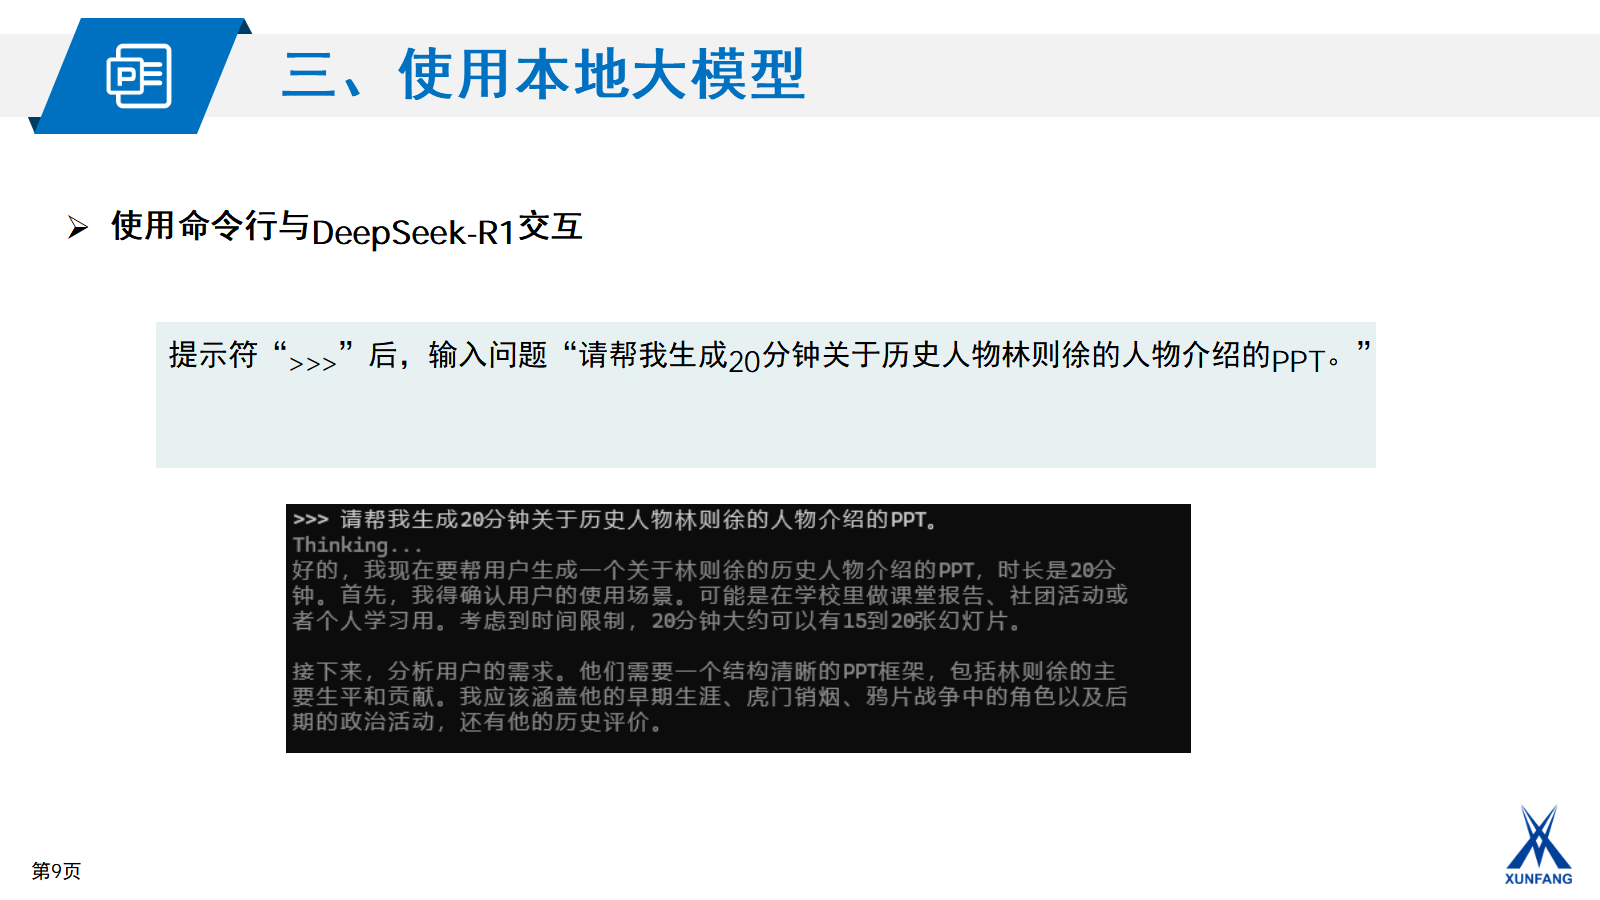 三、使用本地大模型
使用命令行与DeepSeek-R1交互
提示符“>>>”后，输入问题“请帮我生成20分钟关于历史人物林则徐的人物介绍的PPT。”
>>> 请帮我生成20分钟关于历史人物林则徐的人物介绍的PPT。
Thinking...
好的，我现在要帮用户生成一个关于林则徐的历史人物介绍的PPT，时长是20分
钟。首先，我得确认用户的使用场景。可能是在学校里做课堂报告、社团活动或
者个人学习用。考虑到时间限制，20分钟大约可以有15到20张幻灯片。
接下来，分析用户的需求。他们需要一个结构清晰的PPT框架，包括林则徐的主
要生平和贡献。我应该涵盖他的早期生涯、虎门销烟、鸦片战争中的角色以及后
期的政治活动，还有他的历史评价。
第9页
XUNFANG